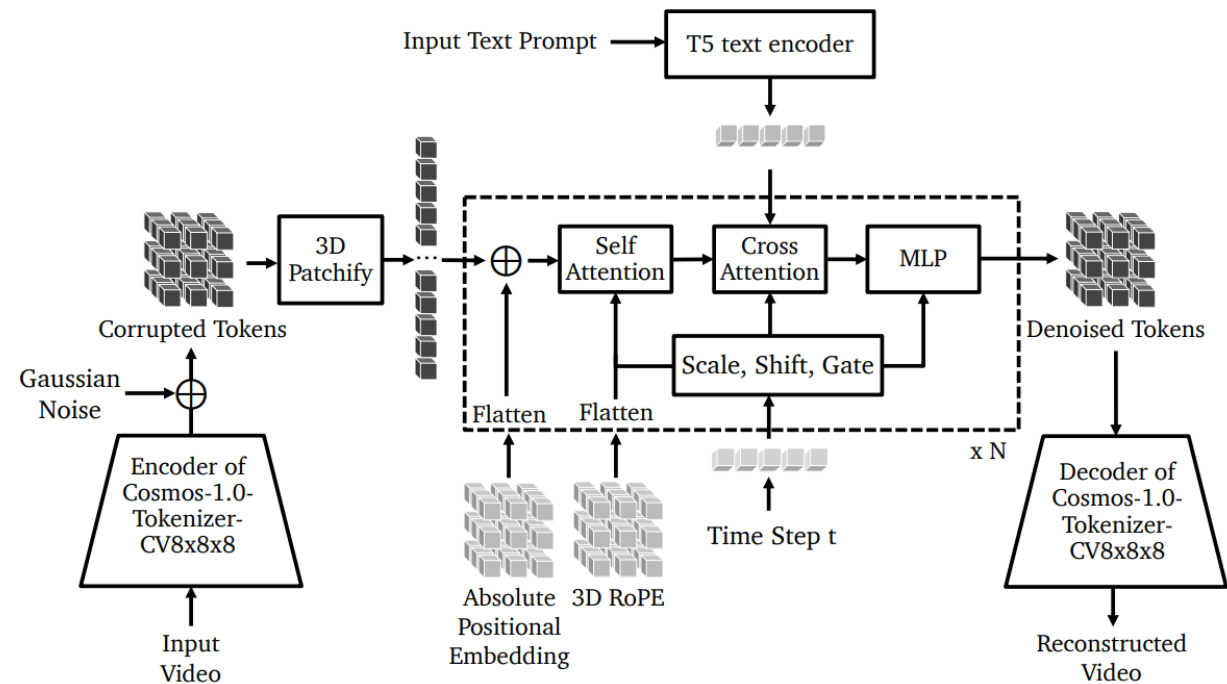 Input Text Prompt
T5 text encoder
3D
Patchify
...
Self
Attention
Cross
Attention
MLP
Corrupted Tokens
Denoised Tokens
Scale, Shift, Gate
Gaussian
Noise
Flatten
Flatten
x N
Encoder of
Cosmos-1.0-
Tokenizer-
CV8x8x8
Decoder of
Cosmos-1.0-
Tokenizer-
CV8x8x8
Time Step t
Absolute
Positional
Embedding
3D RoPE
Input
Video
Reconstructed
Video